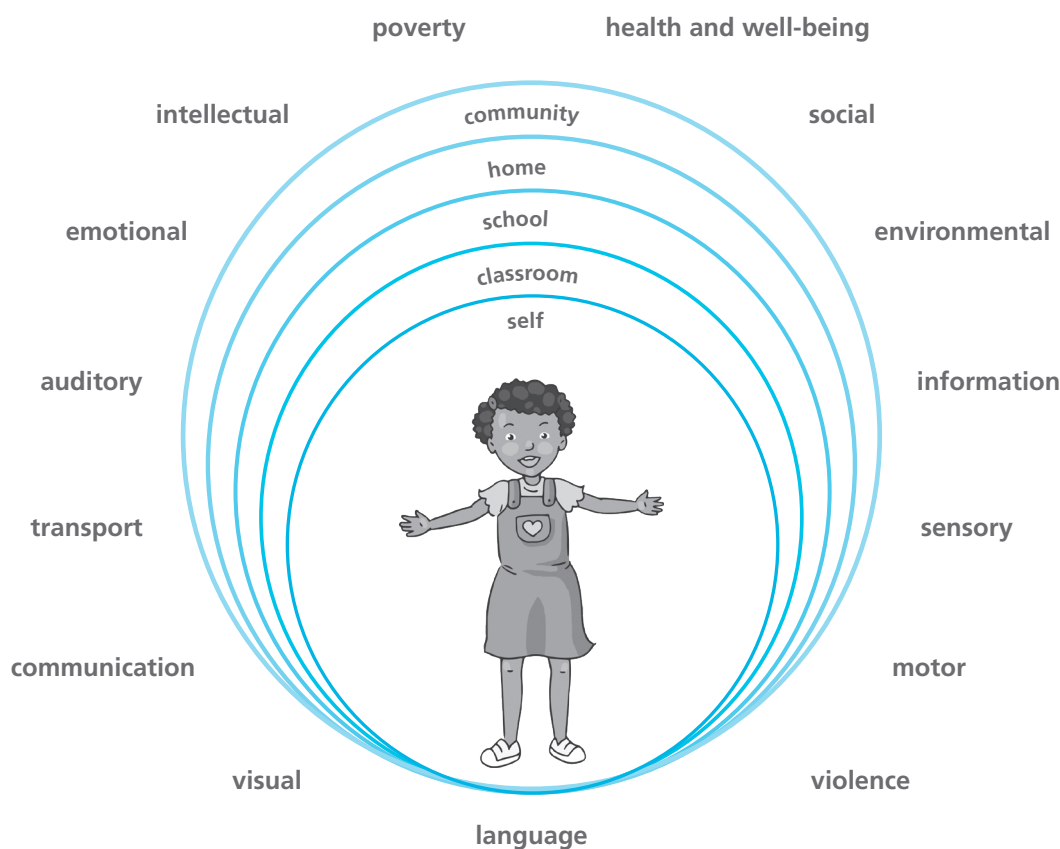 poverty
health and well-being
intellectual
community
social
home
emotional
school
environmental
classroom
self
auditory
information
transport
sensory
communication
motor
visual
violence
language